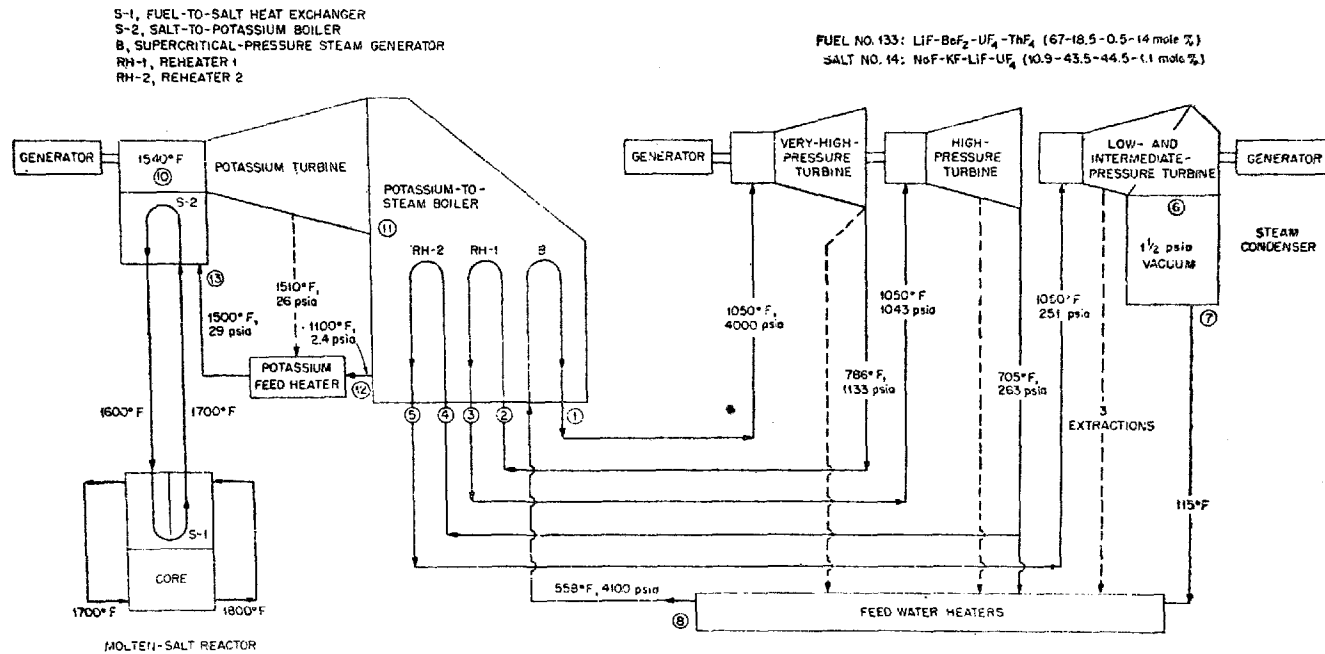 S-1, FUEL-TO-SALT HEAT EXCHANGER
S-2, SALT-TO-POTASSIUM BOILER
B, SUPERCRITICAL-PRESSURE STEAM GENERATOR
RH-1, REHEATER 1
RH-2, REHEATER 2
FUEL NO. 133: LiF-BeF2-UF4-ThF4 (67-18.5-0.5-14 mole %)
SALT NO. 14: NaF-KF-LiF-UF4 (10.9-43.5-44.5-1.1 mole %)
GENERATOR
1540°F
10
S-2
POTASSIUM TURBINE
POTASSIUM-TO-
STEAM BOILER
11
RH-2
RH-1
B
13
1500°F,
29 psia
1510°F,
26 psia
1100°F,
2.4 psia
POTASSIUM
FEED HEATER
12
5
4
3
2
1
1600°F
1700°F
S-1
CORE
1700°F
1800°F
MOLTEN-SALT REACTOR
GENERATOR
VERY-HIGH-
PRESSURE
TURBINE
HIGH-
PRESSURE
TURBINE
LOW- AND
INTERMEDIATE-
PRESSURE TURBINE
GENERATOR
6
1 1/2 psia
VACUUM
STEAM
CONDENSER
7
1050°F,
4000 psia
786°F,
1133 psia
1050°F
1043 psia
705°F,
263 psia
1050°F
251 psia
3
EXTRACTIONS
115°F
558°F, 4100 psia
8
FEED WATER HEATERS